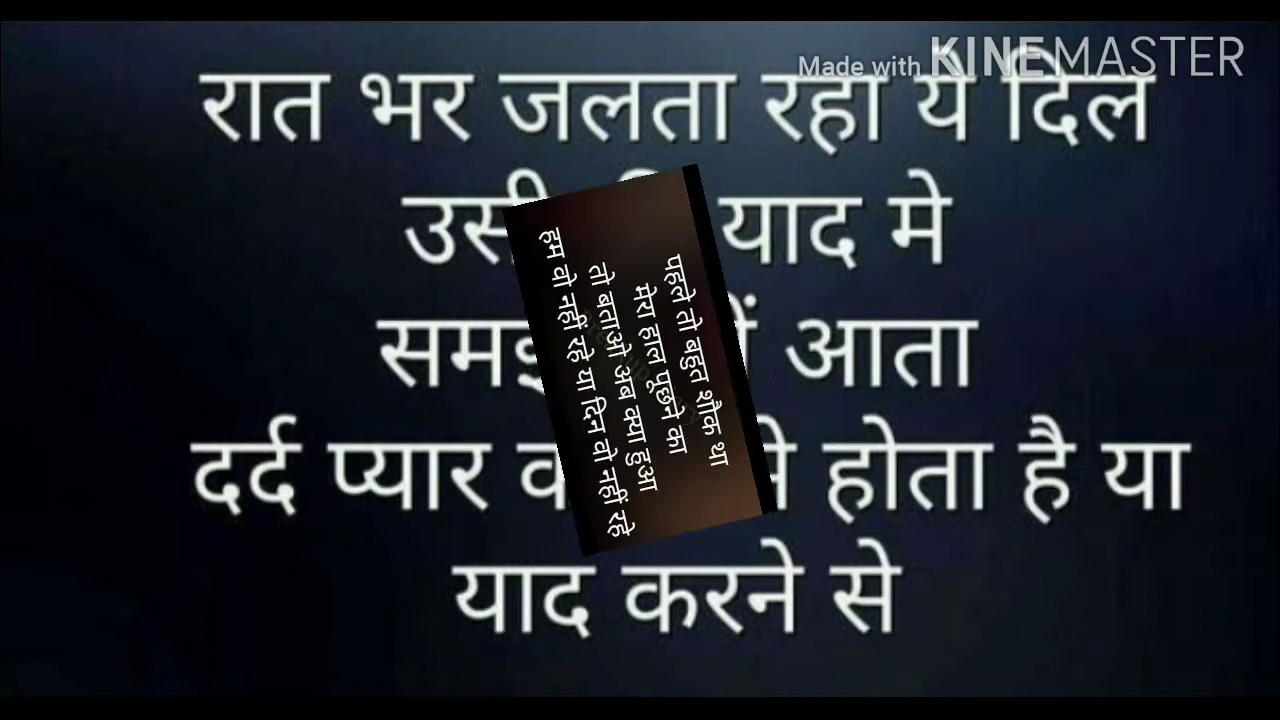 Made with KINEMASTER
रात भर जलता रहा ये दिल
याद मे
आता
दर्द प्यार होता है या
याद करने से
पहले तो बहुत शौक था
मेरा हाल पूछने का
तो बताओ अब क्या हुआ
हम वो नहीं रहे या दिन वो नहीं रहे